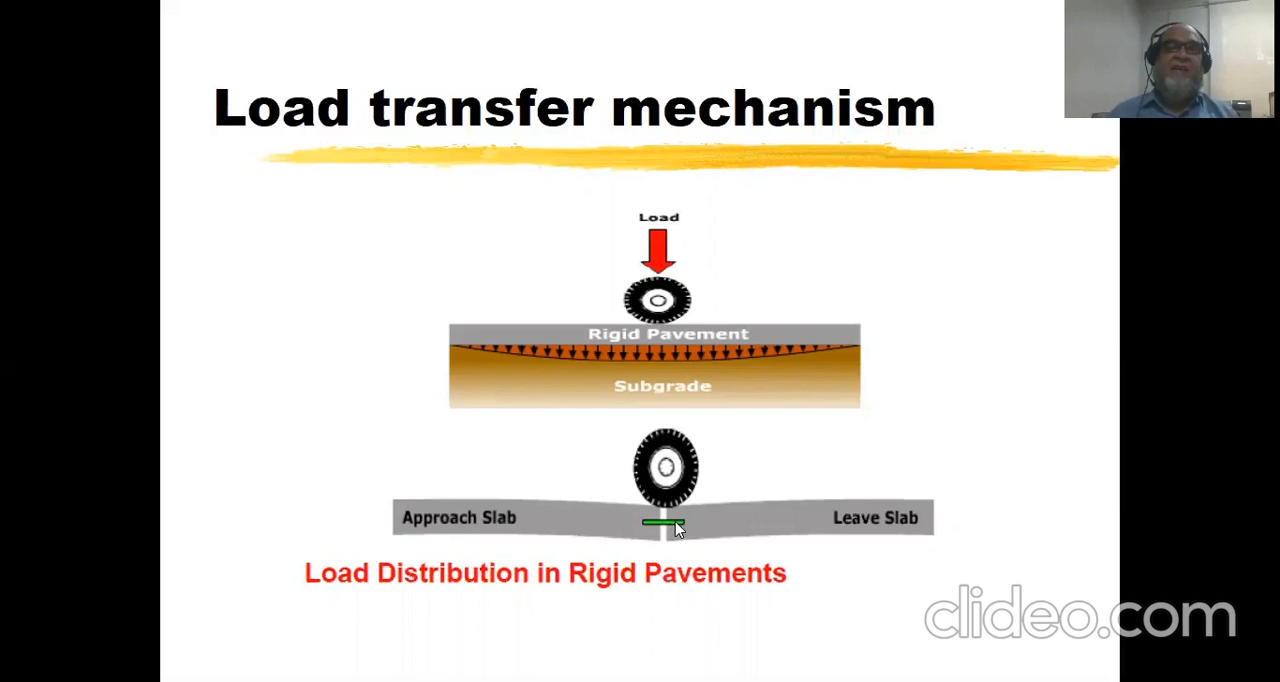 Load transfer mechanism
Load
Rigid Pavement
Subgrade
Approach Slab
Leave Slab
Load Distribution in Rigid Pavements
clideo.com